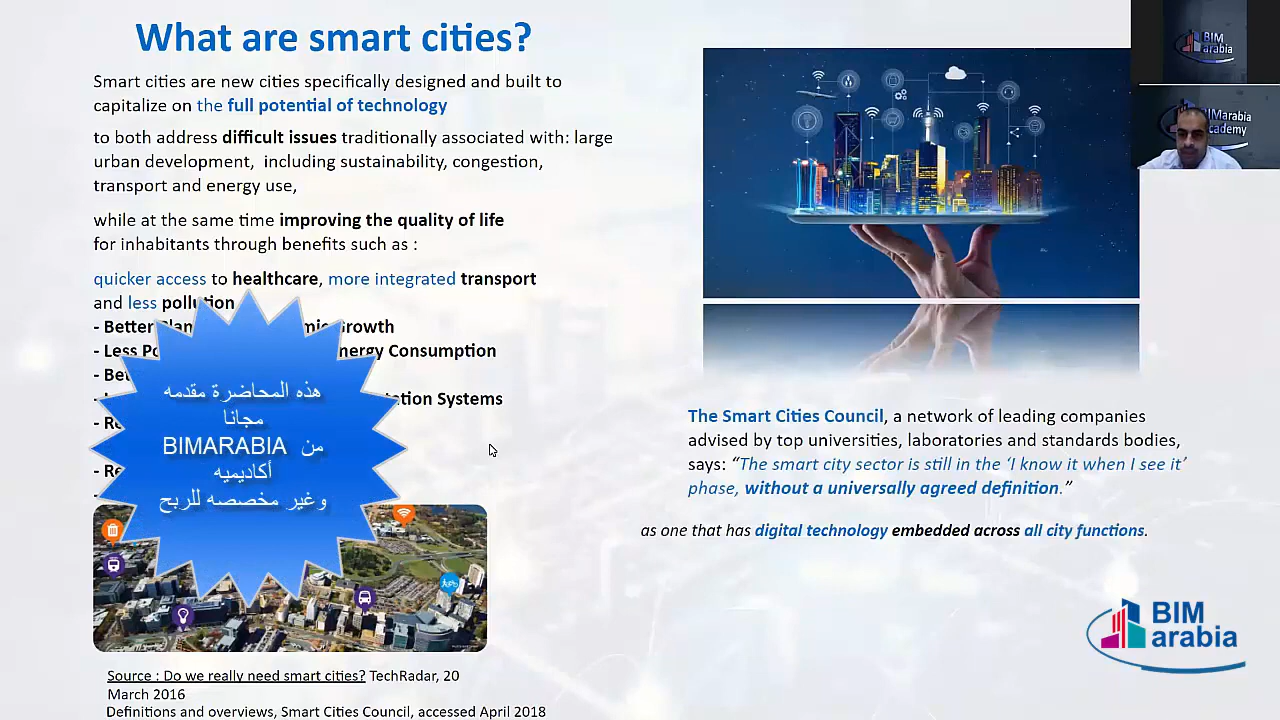 What are smart cities?
Smart cities are new cities specifically designed and built to
capitalize on the full potential of technology
to both address difficult issues traditionally associated with: large
urban development, including sustainability, congestion,
transport and energy use,
while at the same time improving the quality of life
for inhabitants through benefits such as :
quicker access to healthcare, more integrated transport
and less pollution
- Better Growth
- Less Energy Consumption
-
Systems
-
-
هذه المحاضرة مقدمه
مجانا
من BIMARABIA
أكاديميه
وغير مخصصه للربح
Source : Do we really need smart cities? TechRadar, 20
March 2016
Definitions and overviews, Smart Cities Council, accessed April 2018
BIM
arabia
BIMarabia
Academy
The Smart Cities Council, a network of leading companies
advised by top universities, laboratories and standards bodies,
says: “The smart city sector is still in the ‘I know it when I see it’
phase, without a universally agreed definition.”
as one that has digital technology embedded across all city functions.
BIM
arabia